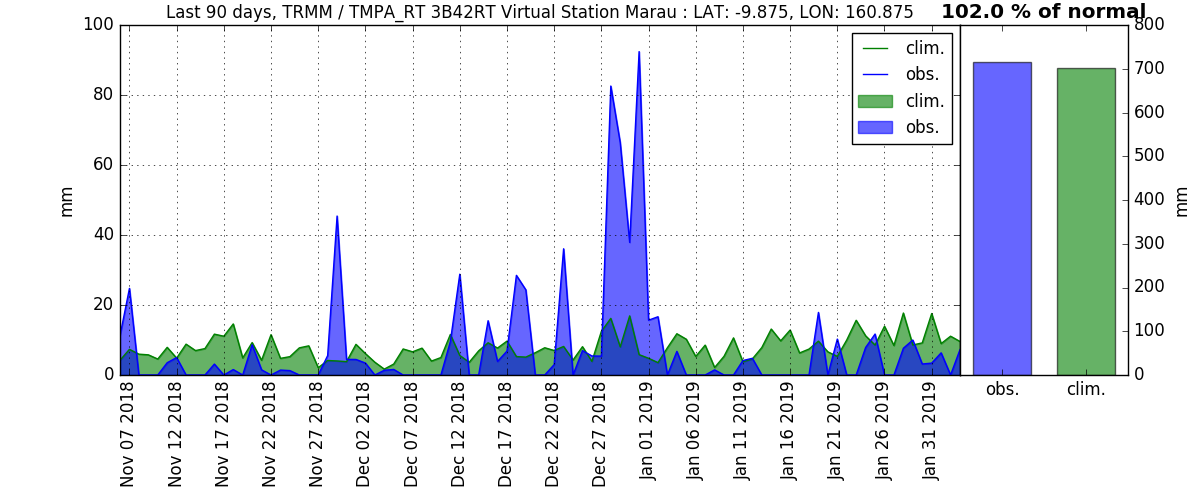 Last 90 days, TRMM / TMPA_RT 3B42RT Virtual Station Marau : LAT: -9.875, LON: 160.875
102.0 % of normal
100
80
60
40
20
0
mm
clim.
obs.
clim.
obs.
800
700
600
500
400
300
200
100
0
mm
Nov 07 2018
Nov 12 2018
Nov 17 2018
Nov 22 2018
Nov 27 2018
Dec 02 2018
Dec 07 2018
Dec 12 2018
Dec 17 2018
Dec 22 2018
Dec 27 2018
Jan 01 2019
Jan 06 2019
Jan 11 2019
Jan 16 2019
Jan 21 2019
Jan 26 2019
Jan 31 2019
obs.
clim.